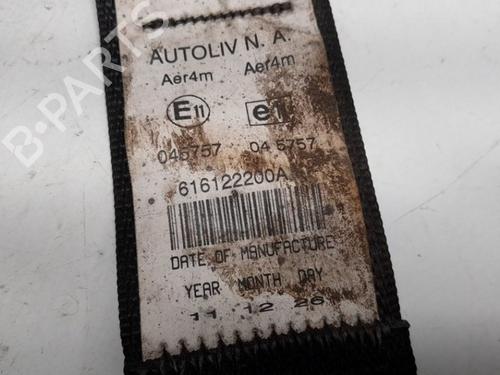 AUTOLIV N. A.
Aer4m Aer4m
E11 e1
045757 04 5757
616122200A
DATE OF MANUFACTURE
YEAR MONTH DAY
11 12 26
B-PARTS